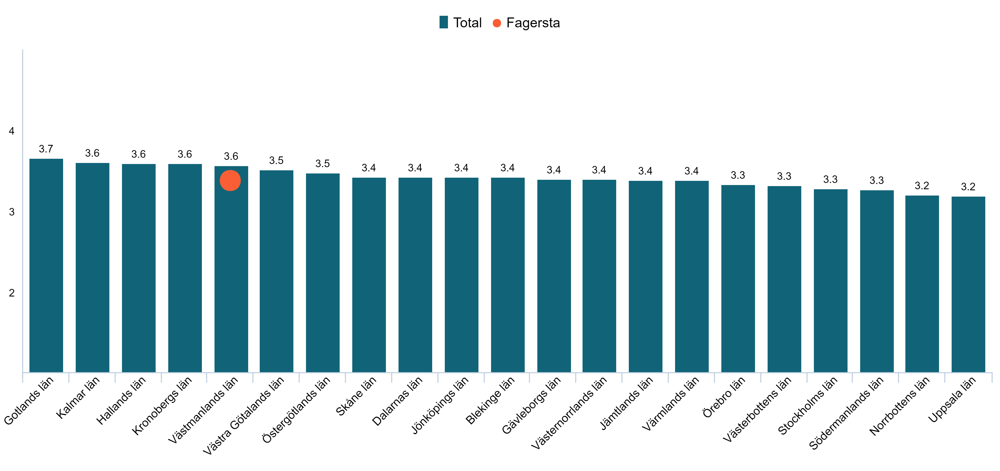 Total Fagersta
4
3
2
3.7 3.6 3.6 3.6 3.6 3.5 3.5 3.4 3.4 3.4 3.4 3.4 3.4 3.4 3.4 3.3 3.3 3.3 3.3 3.2 3.2
Gotlands län
Kalmar län
Hallands län
Kronobergs län
Västmanlands län
Västra Götalands län
Östergötlands län
Skåne län
Dalarnas län
Jönköpings län
Blekinge län
Gävleborgs län
Västernorrlands län
Jämtlands län
Värmlands län
Örebro län
Västerbottens län
Stockholms län
Södermanlands län
Norrbottens län
Uppsala län